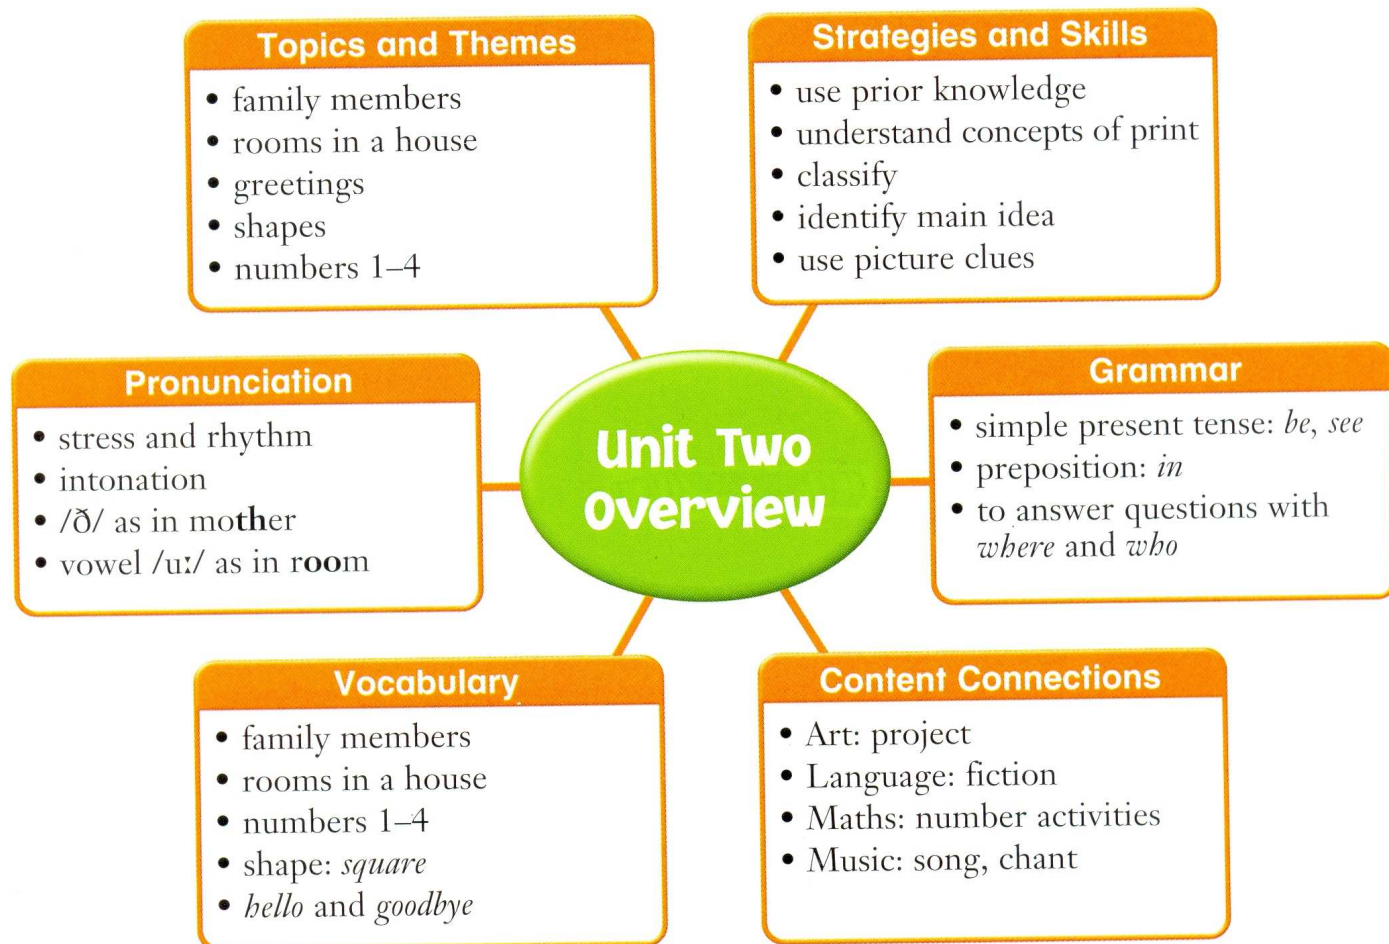 Topics and Themes
• family members
• rooms in a house
• greetings
• shapes
• numbers 1–4
Strategies and Skills
• use prior knowledge
• understand concepts of print
• classify
• identify main idea
• use picture clues
Pronunciation
• stress and rhythm
• intonation
• /ð/ as in mother
• vowel /uː/ as in room
Unit Two
Overview
Grammar
• simple present tense: be, see
• preposition: in
• to answer questions with
where and who
Vocabulary
• family members
• rooms in a house
• numbers 1–4
• shape: square
• hello and goodbye
Content Connections
• Art: project
• Language: fiction
• Maths: number activities
• Music: song, chant